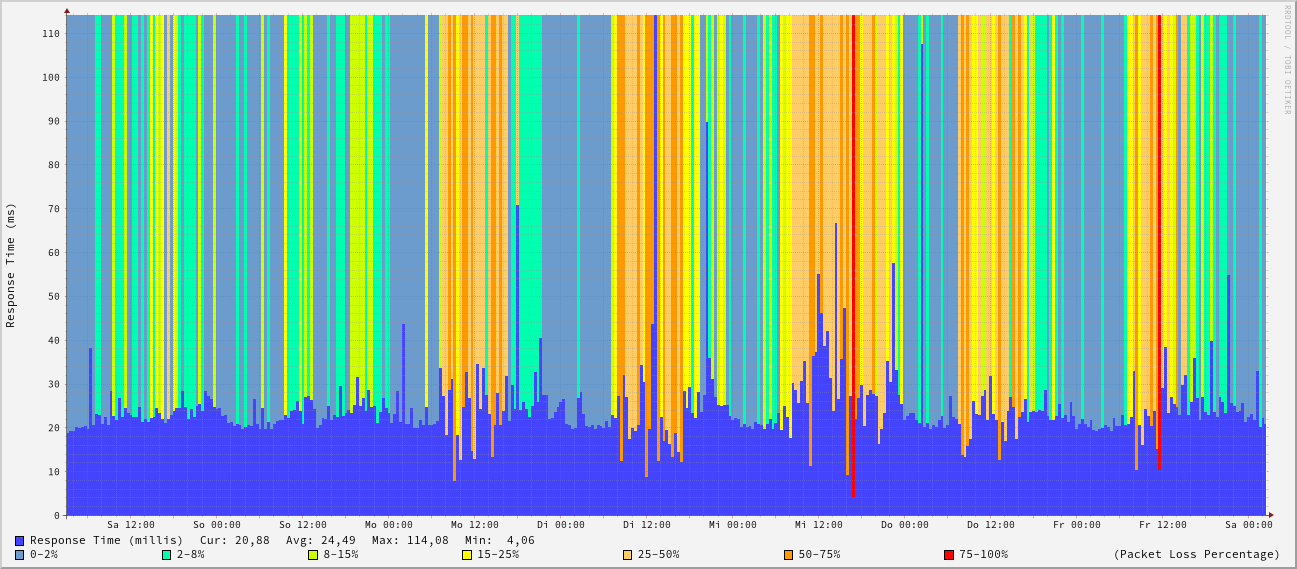 RRDTOOL / TOBI OETIKER
Response Time (ms)
110
100
90
80
70
60
50
40
30
20
10
0
Sa 12:00 So 00:00 So 12:00 Mo 00:00 Mo 12:00 Di 00:00 Di 12:00 Mi 00:00 Mi 12:00 Do 00:00 Do 12:00 Fr 00:00 Fr 12:00 Sa 00:00
Response Time (millis) Cur: 20,88 Avg: 24,49 Max: 114,08 Min: 4,06
0-2% 2-8% 8-15% 15-25% 25-50% 50-75% 75-100% (Packet Loss Percentage)